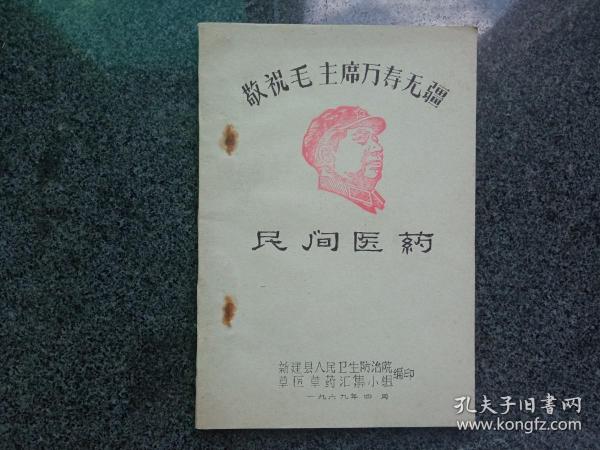 敬祝毛主席万寿无疆
民间医药
新建县人民卫生防治院
草医草药汇集小组编印
一九六九年四月
孔夫子旧书网
www.kongfz.com